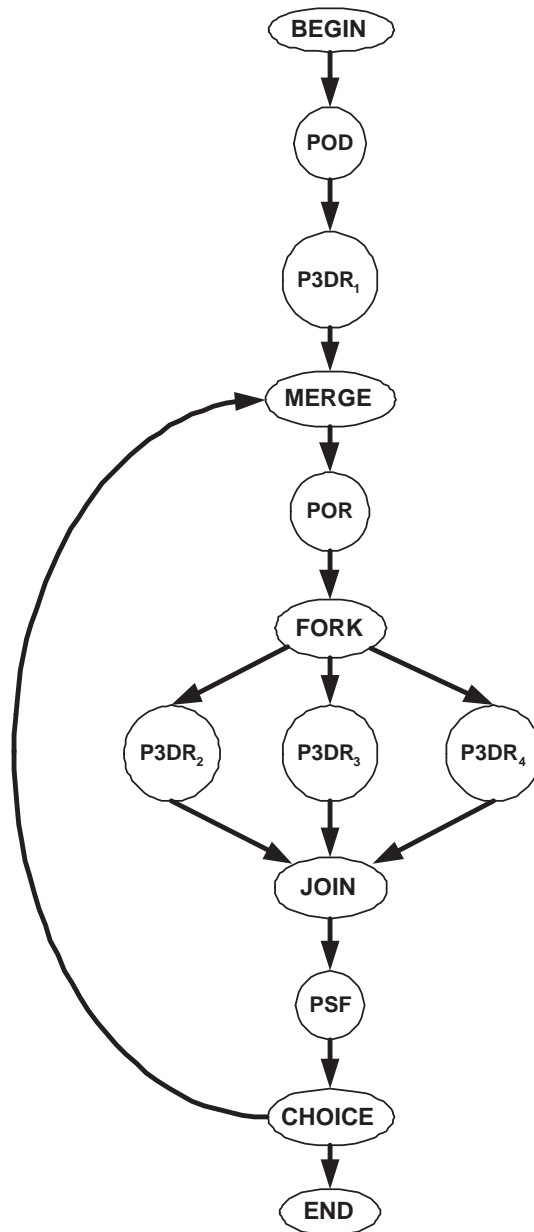 BEGIN
POD
P3DR₁
MERGE
POR
FORK
P3DR₂ P3DR₃ P3DR₄
JOIN
PSF
CHOICE
END